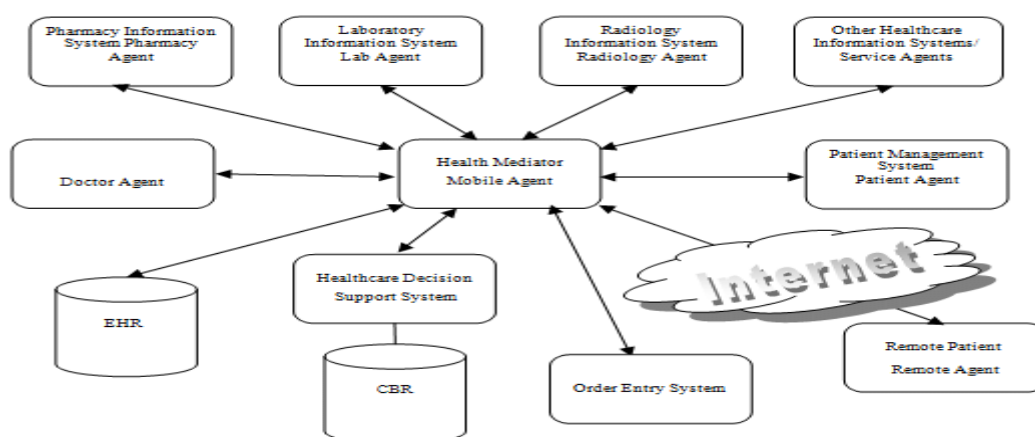 Pharmacy Information
System Pharmacy
Agent
Laboratory
Information System
Lab Agent
Radiology
Information System
Radiology Agent
Other Healthcare
Information Systems/
Service Agents
Doctor Agent
Health Mediator
Mobile Agent
Patient Management
System
Patient Agent
EHR
Healthcare Decision
Support System
CBR
Order Entry System
Internet
Remote Patient
Remote Agent